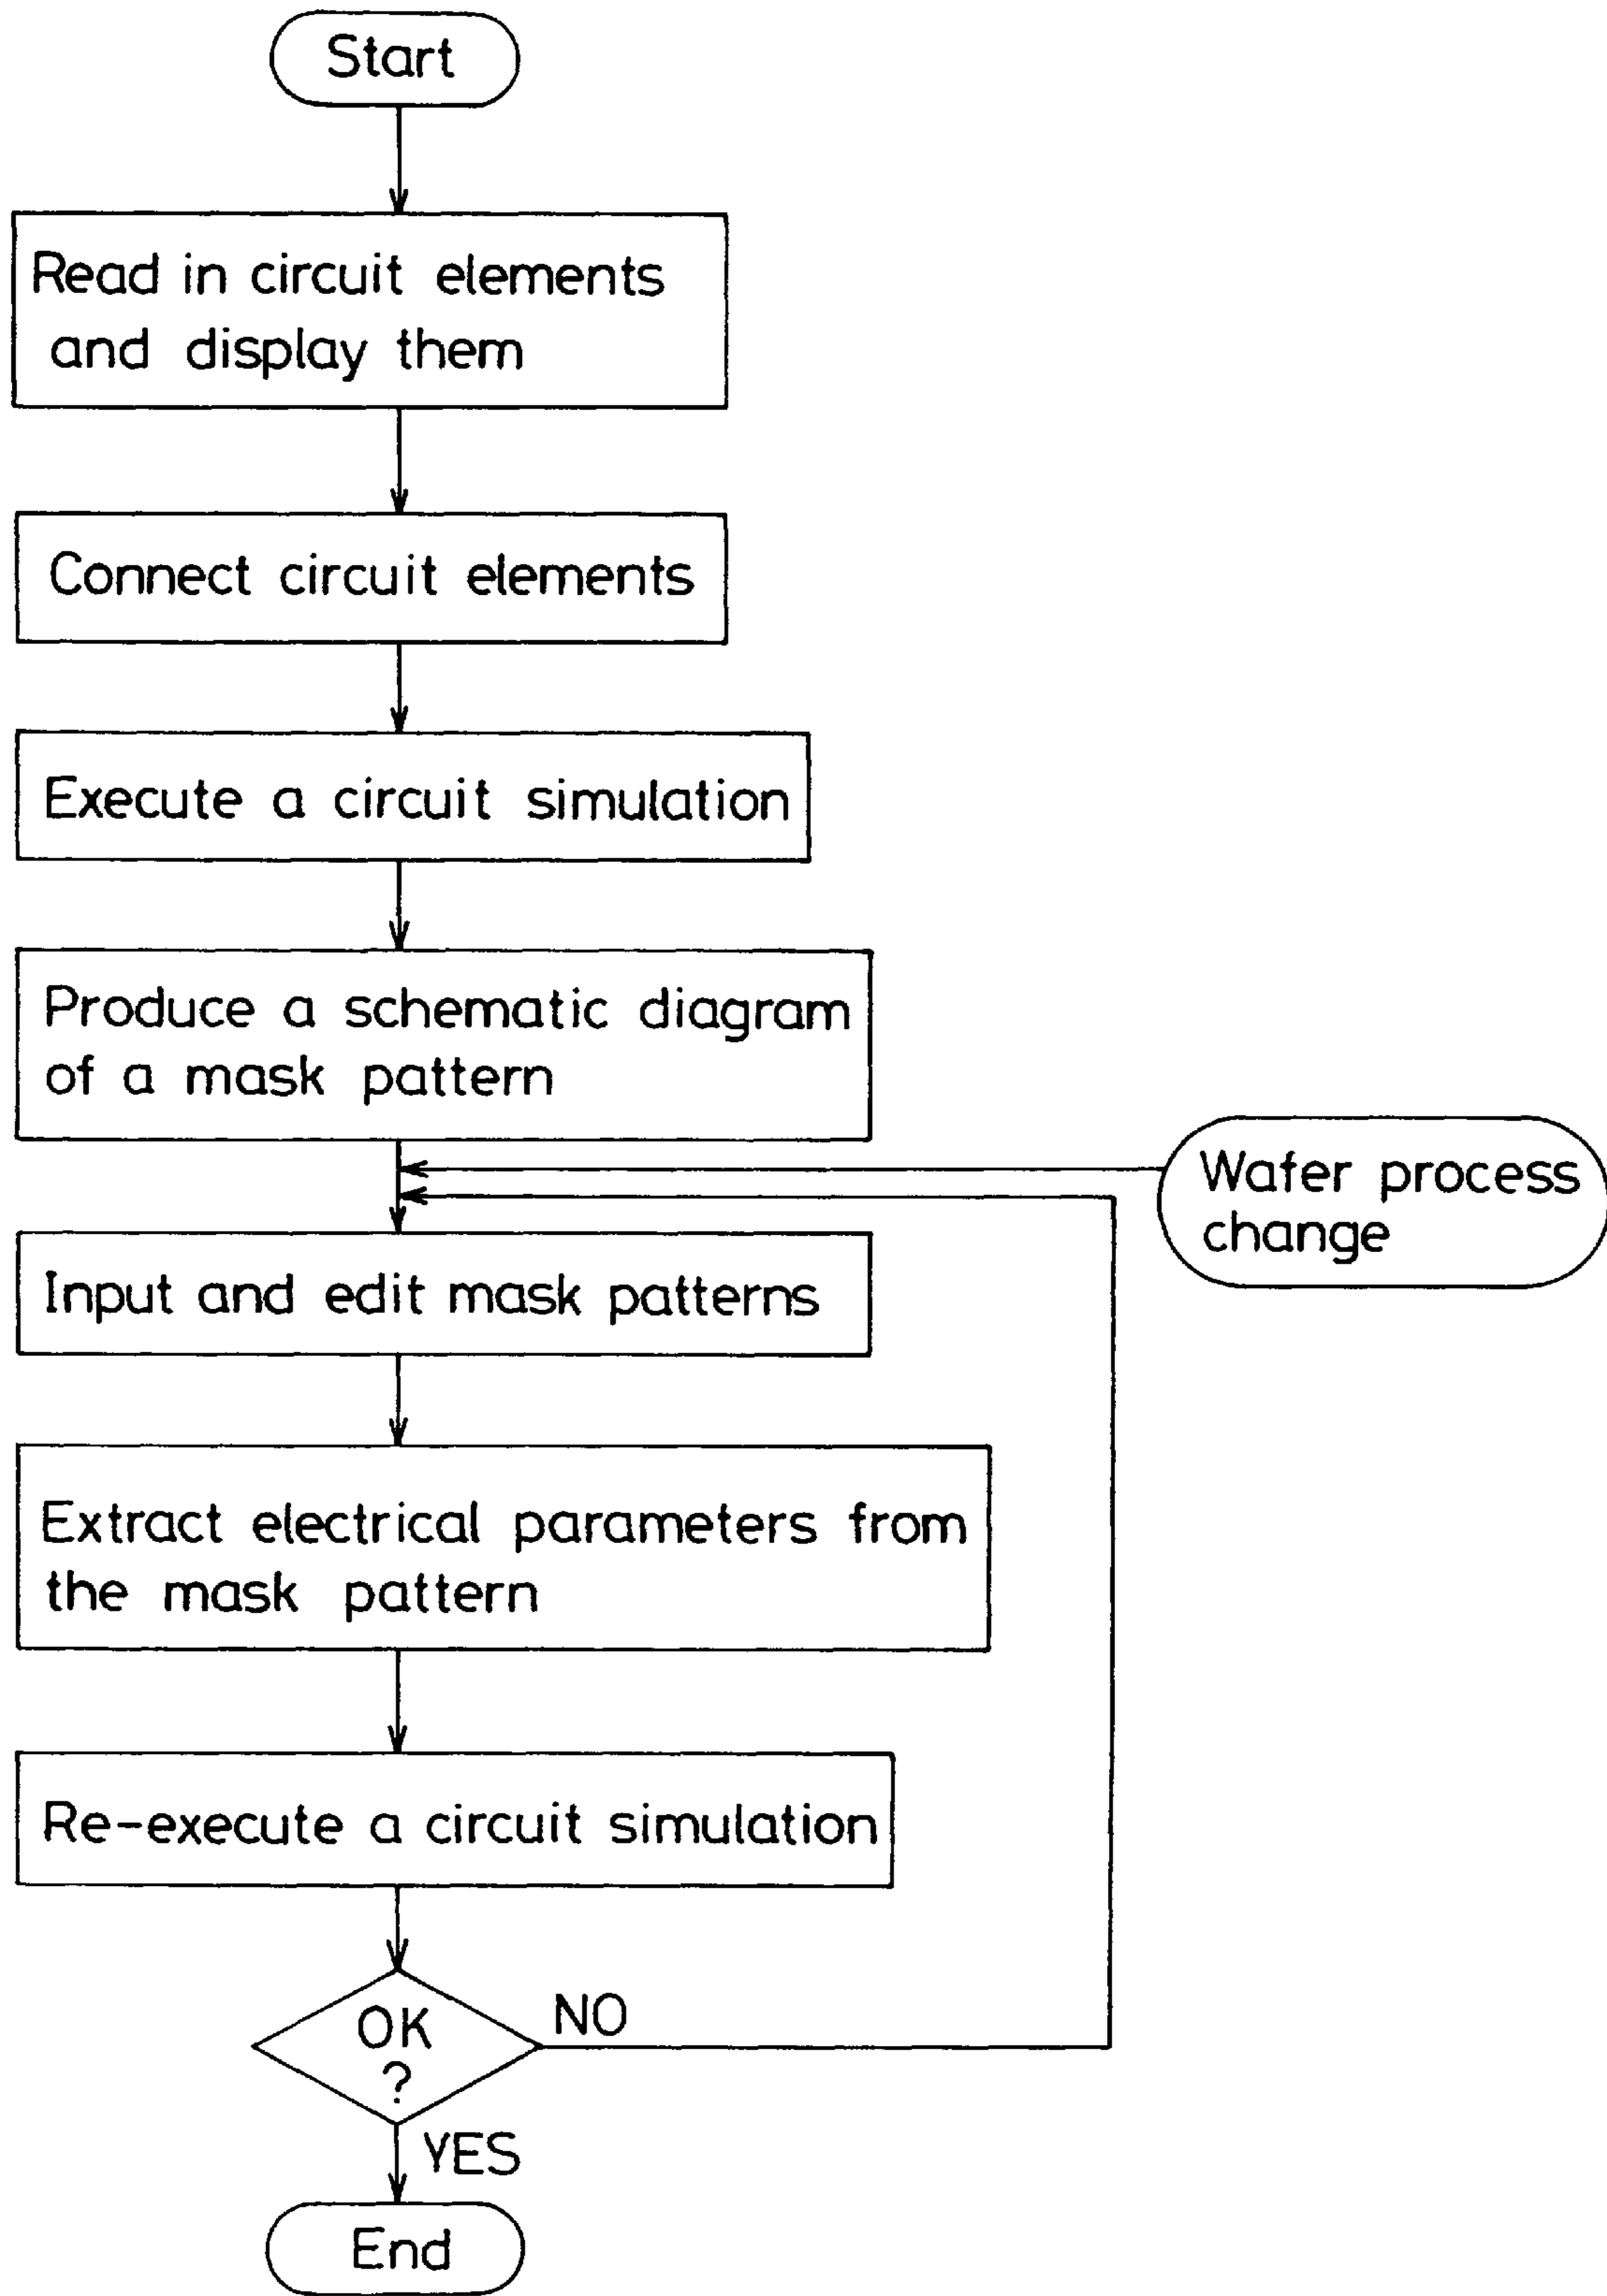 Start
Read in circuit elements
and display them
Connect circuit elements
Execute a circuit simulation
Produce a schematic diagram
of a mask pattern
Wafer process
change
Input and edit mask patterns
Extract electrical parameters from
the mask pattern
Re-execute a circuit simulation
OK
?
NO
YES
End